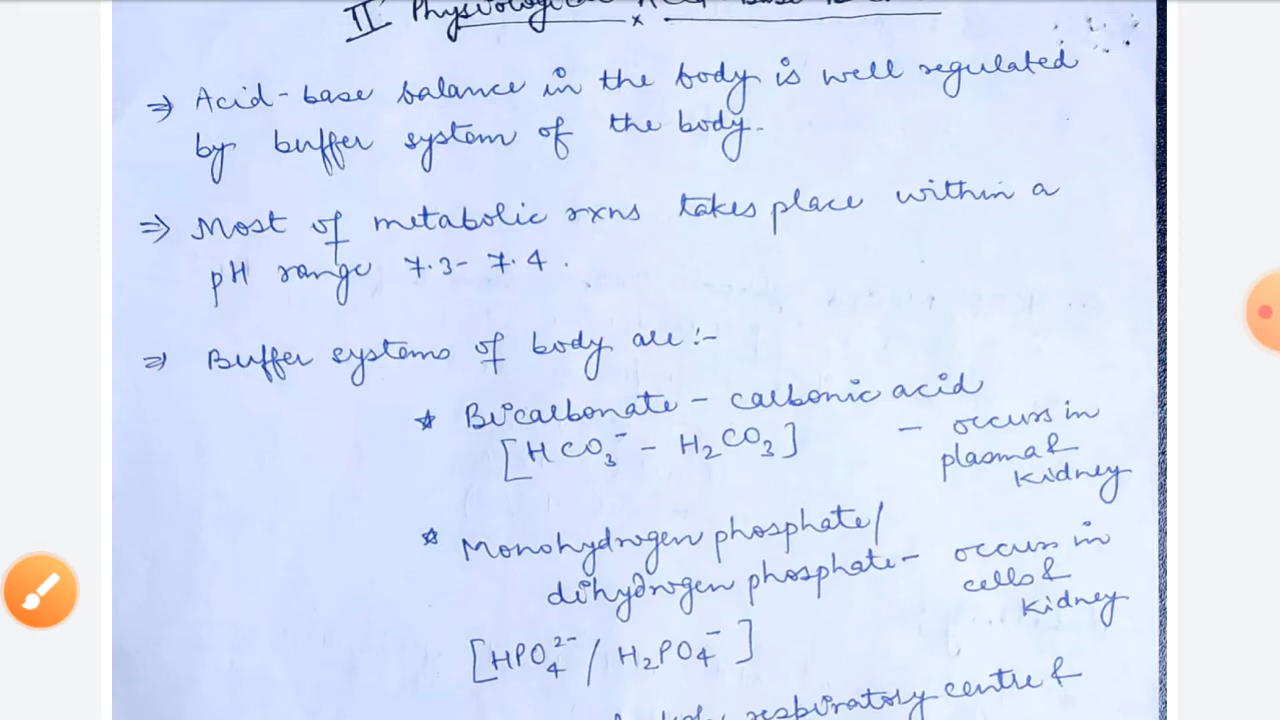 II Physiological Acid Base
⇒ Acid-base balance in the body is well regulated
by buffer system of the body.
⇒ Most of metabolic rxns takes place within a
pH range 7.3- 7.4 .
⇒ Buffer systems of body are :-
☆ Bicarbonate - carbonic acid
[HCO₃⁻ - H₂CO₃] - occurs in
plasma &
kidney
☆ Monohydrogen phosphate/
dihydrogen phosphate - occurs in
cells &
kidney
[HPO₄²⁻ / H₂PO₄⁻]
respiratory centre &